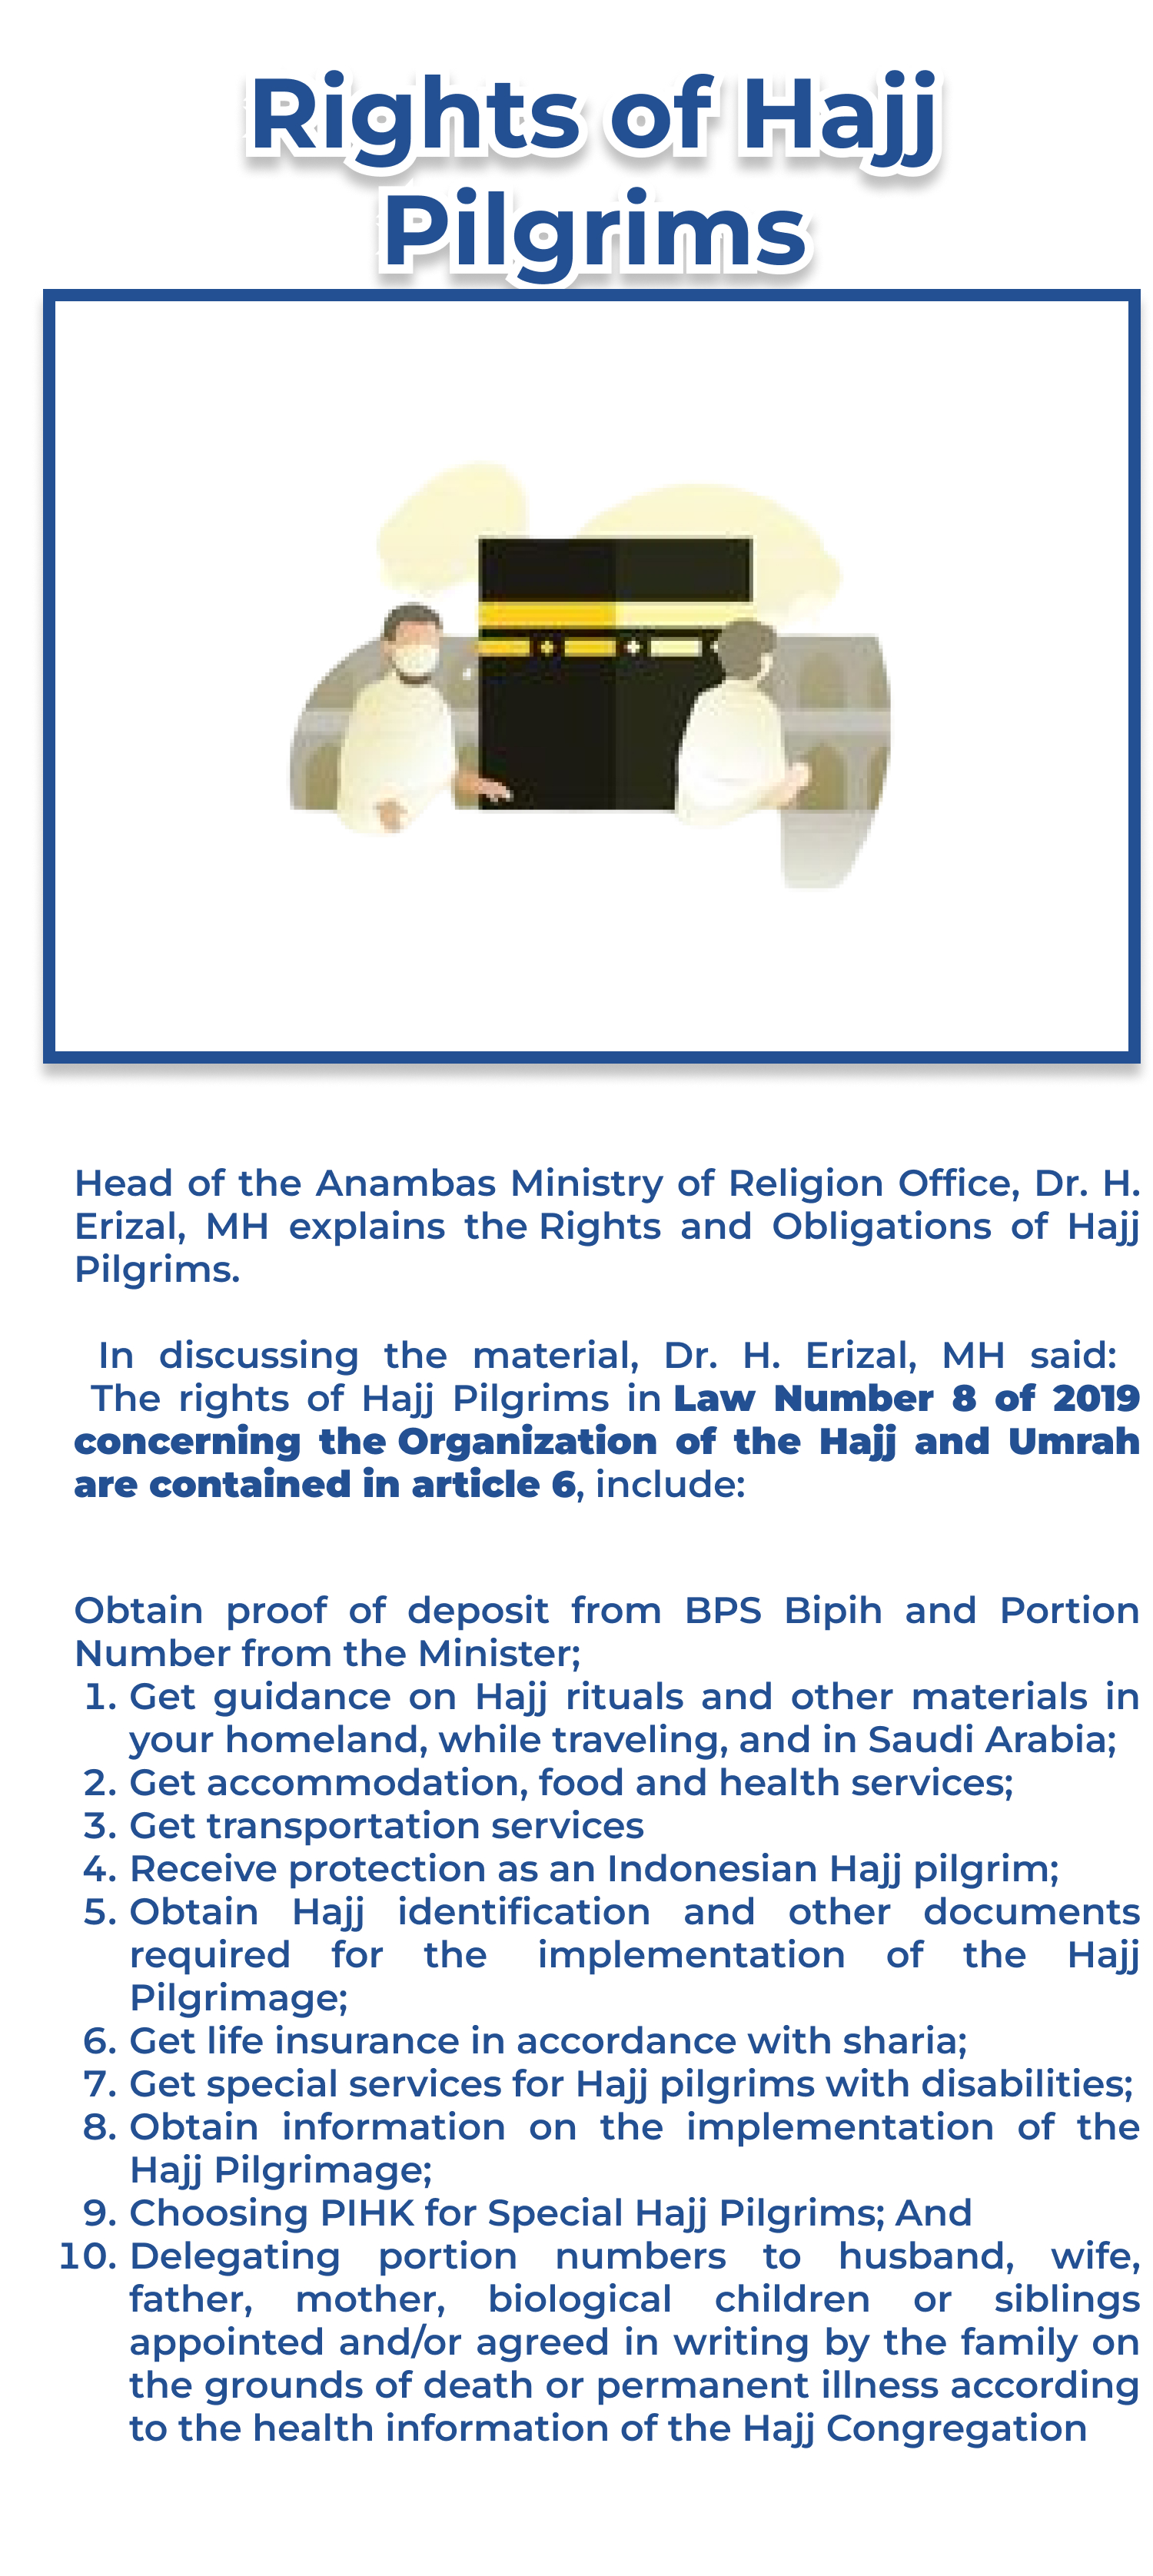 Rights of Hajj
Pilgrims
Head of the Anambas Ministry of Religion Office, Dr. H.
Erizal, MH explains the Rights and Obligations of Hajj
Pilgrims.
In discussing the material, Dr. H. Erizal, MH said:
The rights of Hajj Pilgrims in Law Number 8 of 2019
concerning the Organization of the Hajj and Umrah
are contained in article 6, include:
Obtain proof of deposit from BPS Bipih and Portion
Number from the Minister;
1. Get guidance on Hajj rituals and other materials in
your homeland, while traveling, and in Saudi Arabia;
2. Get accommodation, food and health services;
3. Get transportation services
4. Receive protection as an Indonesian Hajj pilgrim;
5. Obtain Hajj identification and other documents
required for the implementation of the Hajj
Pilgrimage;
6. Get life insurance in accordance with sharia;
7. Get special services for Hajj pilgrims with disabilities;
8. Obtain information on the implementation of the
Hajj Pilgrimage;
9. Choosing PIHK for Special Hajj Pilgrims; And
10. Delegating portion numbers to husband, wife,
father, mother, biological children or siblings
appointed and/or agreed in writing by the family on
the grounds of death or permanent illness according
to the health information of the Hajj Congregation